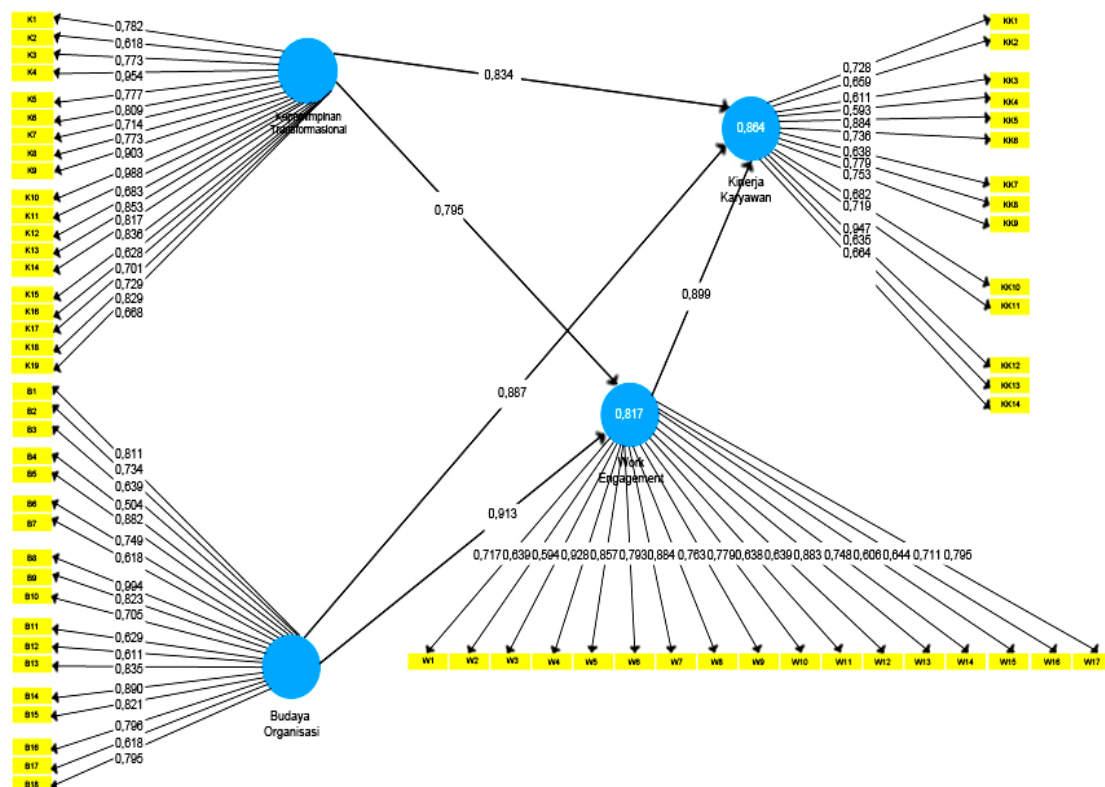 K1
K2
K3
K4
K5
K6
K7
K8
K9
K10
K11
K12
K13
K14
K15
K16
K17
K18
K19
0,782
0,618
0,773
0,954
0,777
0,809
0,714
0,773
0,903
0,988
0,683
0,853
0,817
0,836
0,628
0,701
0,729
0,829
0,668
Kepemimpinan
Transformasional
0,834
0,795
0,887
0,899
0,913
0,864
Kinerja
Karyawan
0,728
0,659
0,611
0,593
0,884
0,736
0,638
0,779
0,753
0,682
0,719
0,947
0,635
0,664
KK1
KK2
KK3
KK4
KK5
KK6
KK7
KK8
KK9
KK10
KK11
KK12
KK13
KK14
B1
B2
B3
B4
B5
B6
B7
B8
B9
B10
B11
B12
B13
B14
B15
B16
B17
B18
0,811
0,734
0,639
0,504
0,882
0,749
0,618
0,994
0,823
0,705
0,629
0,611
0,835
0,890
0,821
0,796
0,618
0,795
Budaya
Organisasi
0,817
Work
Engagement
0,717 0,639 0,594 0,928 0,857 0,793 0,884 0,763 0,779 0,638 0,639 0,883 0,748 0,606 0,644 0,711 0,795
W1 W2 W3 W4 W5 W6 W7 W8 W9 W10 W11 W12 W13 W14 W15 W16 W17